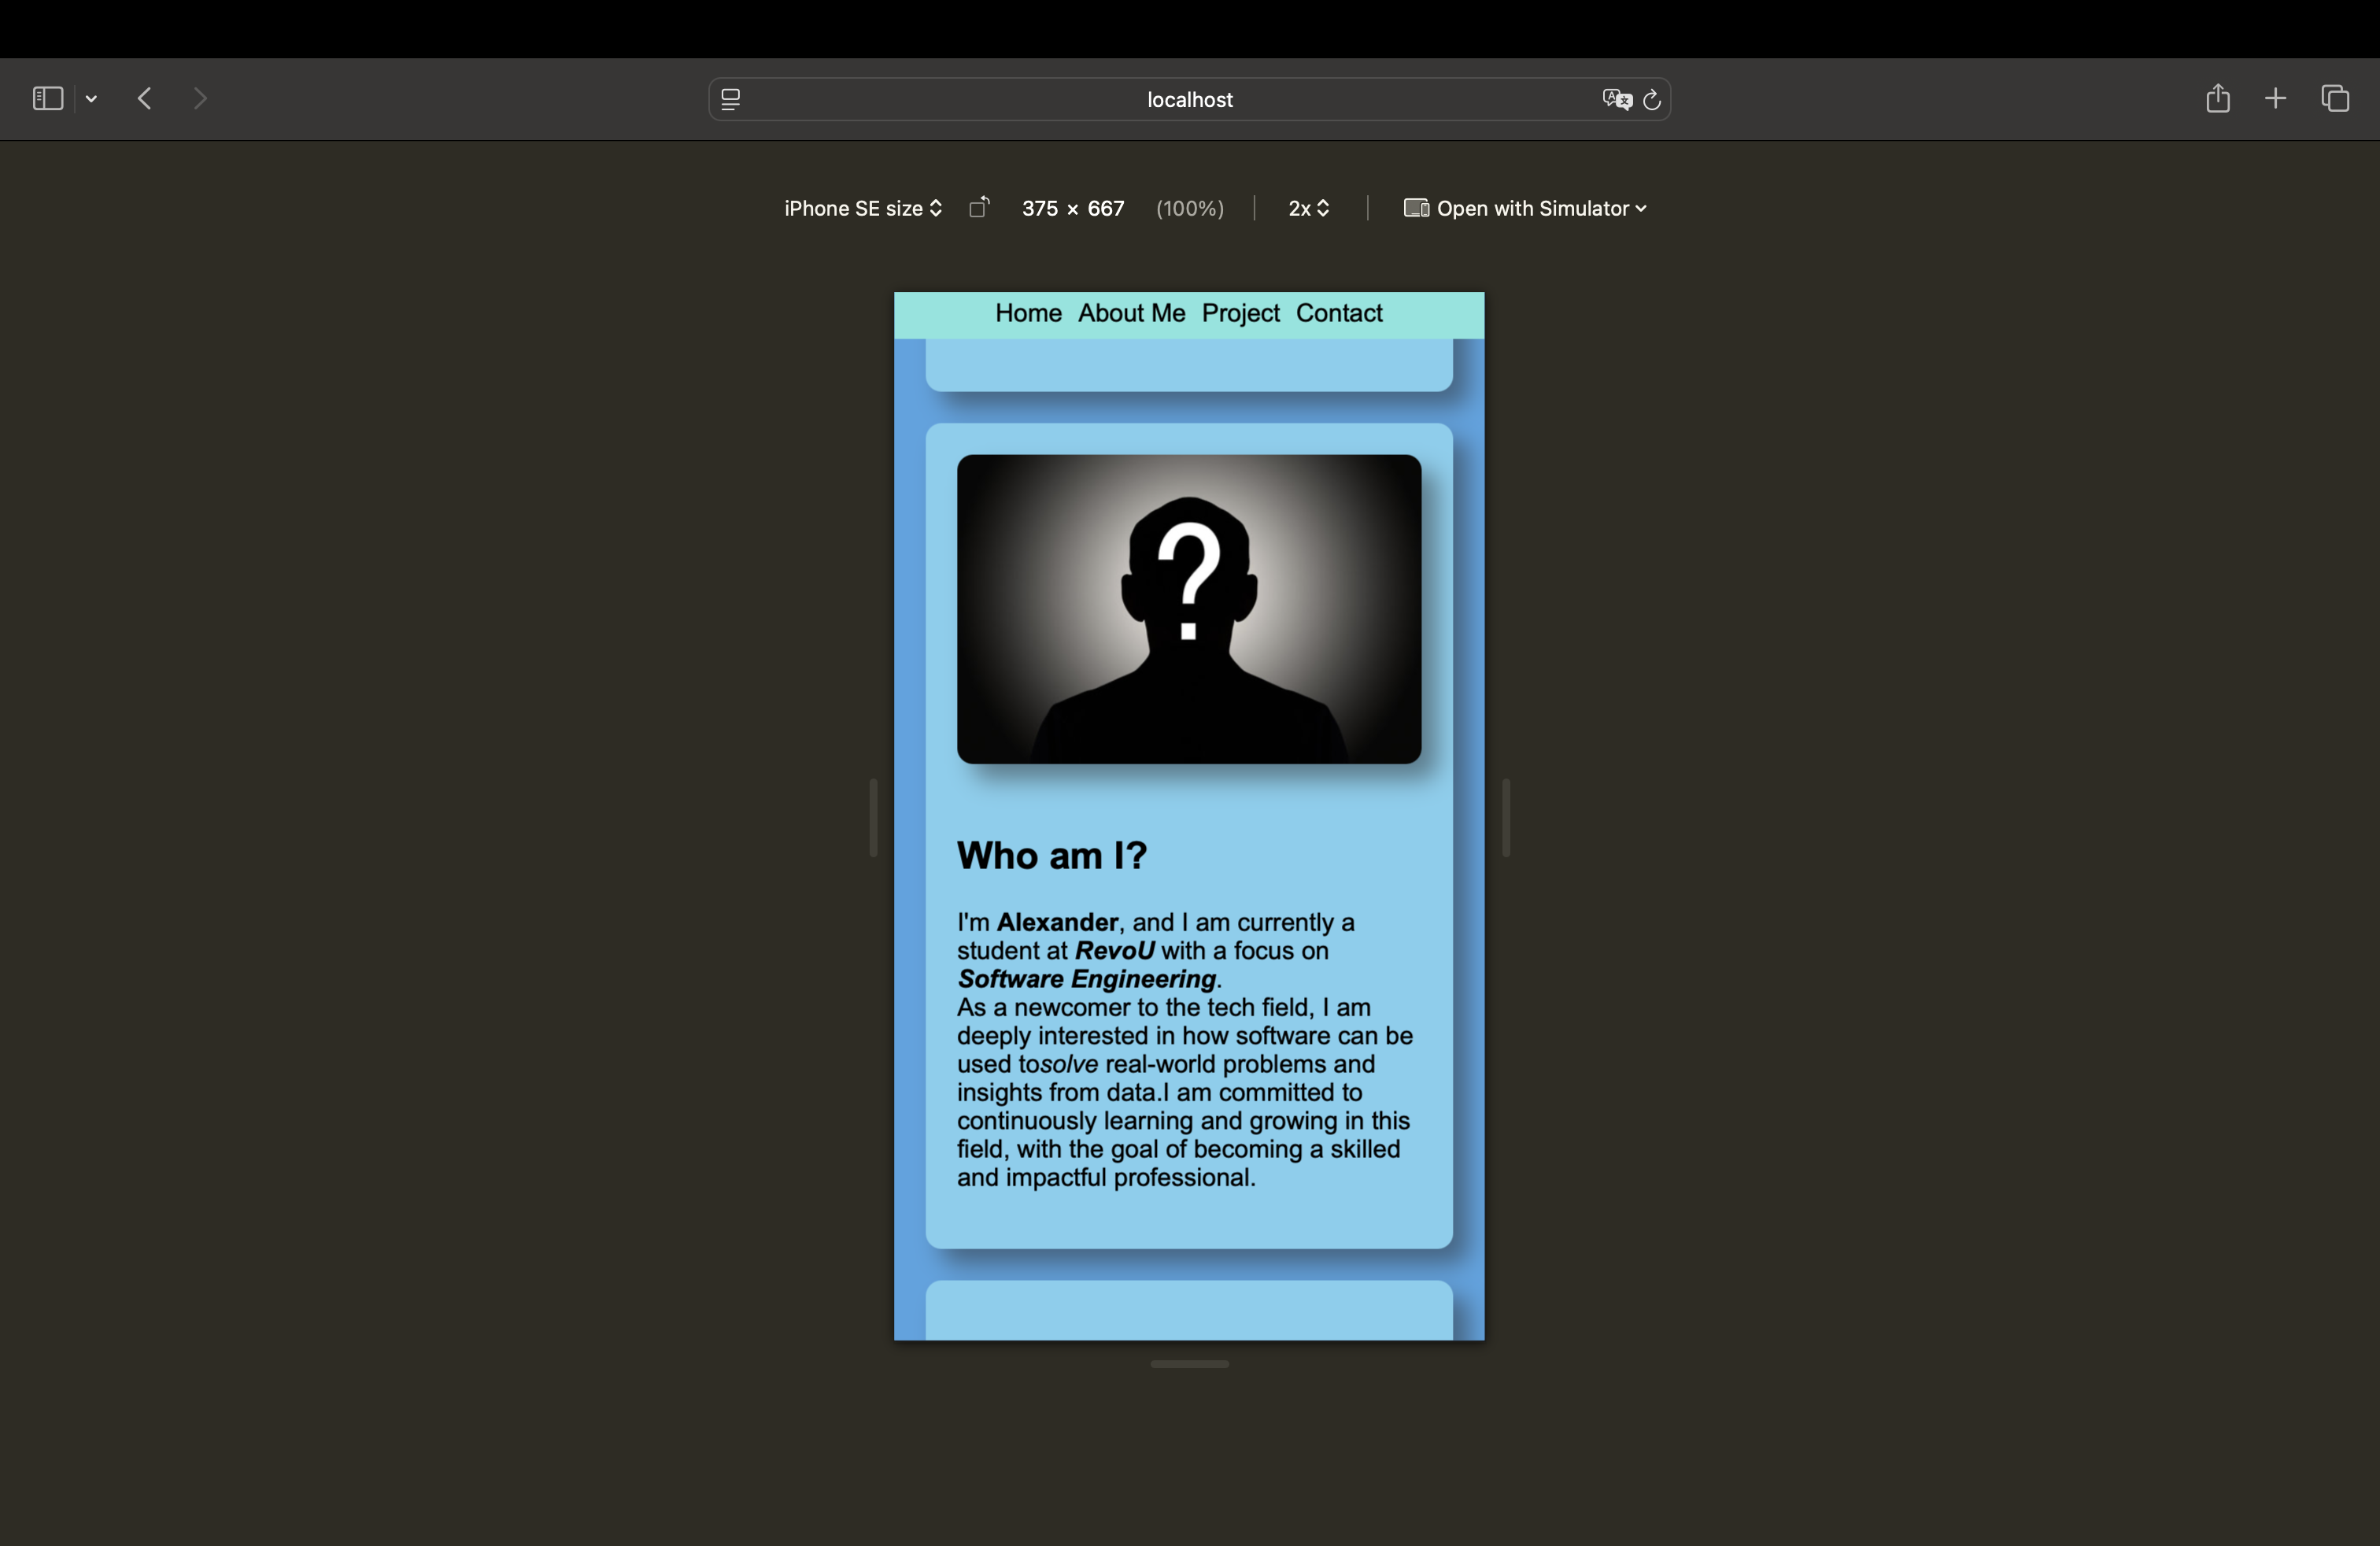 localhost
iPhone SE size 375 × 667 (100%) 2x Open with Simulator
Home About Me Project Contact
?
Who am I?
I'm Alexander, and I am currently a
student at RevoU with a focus on
Software Engineering.
As a newcomer to the tech field, I am
deeply interested in how software can be
used tosolve real-world problems and
insights from data.I am committed to
continuously learning and growing in this
field, with the goal of becoming a skilled
and impactful professional.